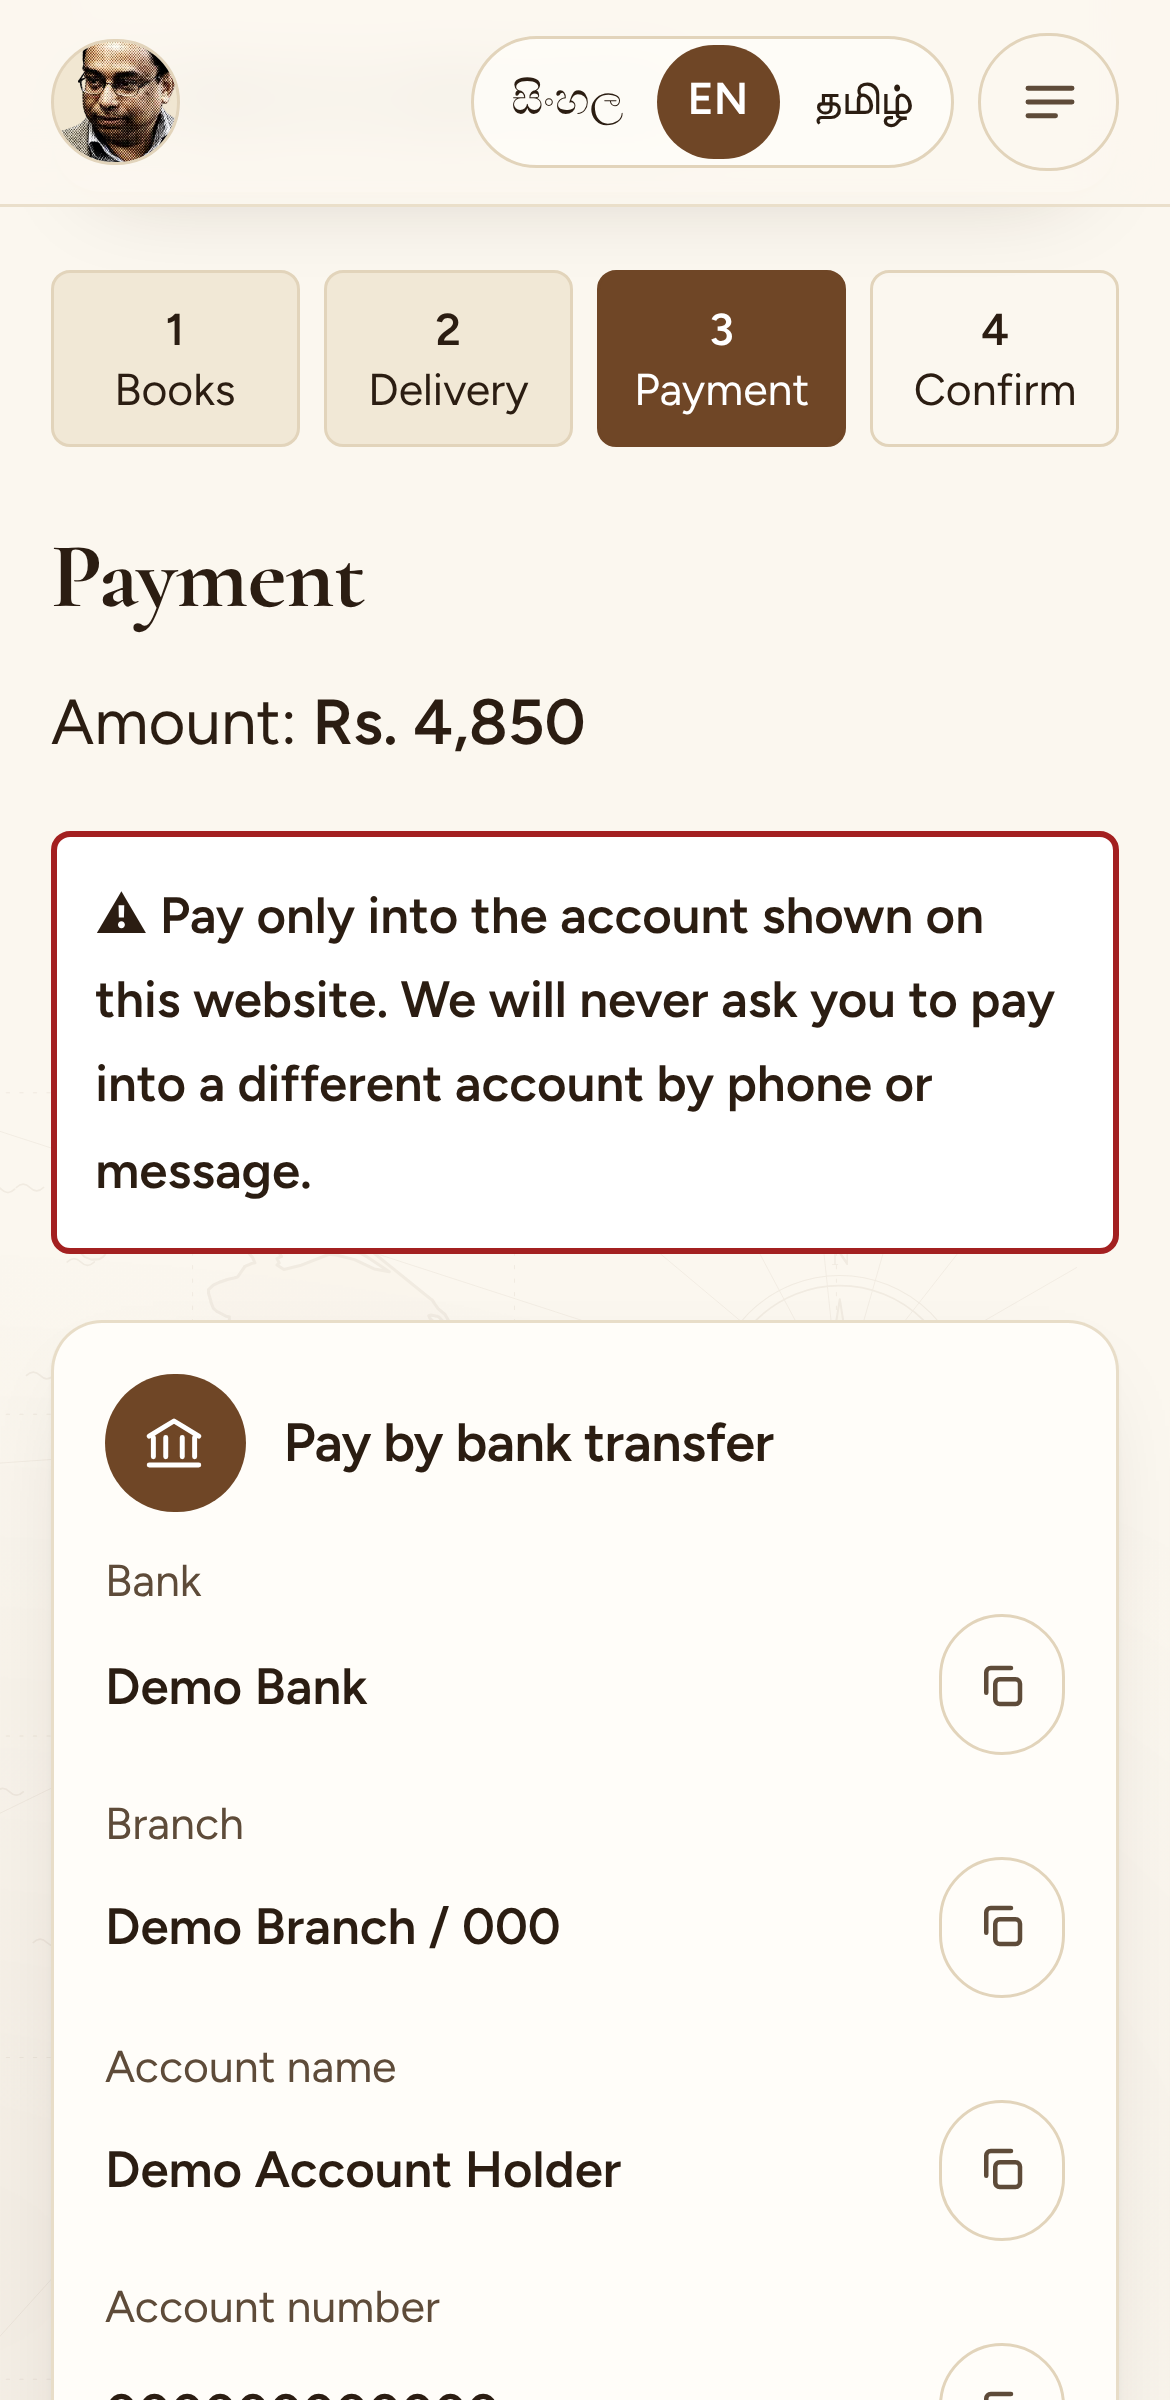 සිංහල EN தமிழ்
1
Books
2
Delivery
3
Payment
4
Confirm
Payment
Amount: Rs. 4,850
⚠ Pay only into the account shown on
this website. We will never ask you to pay
into a different account by phone or
message.
Pay by bank transfer
Bank
Demo Bank
Branch
Demo Branch / 000
Account name
Demo Account Holder
Account number